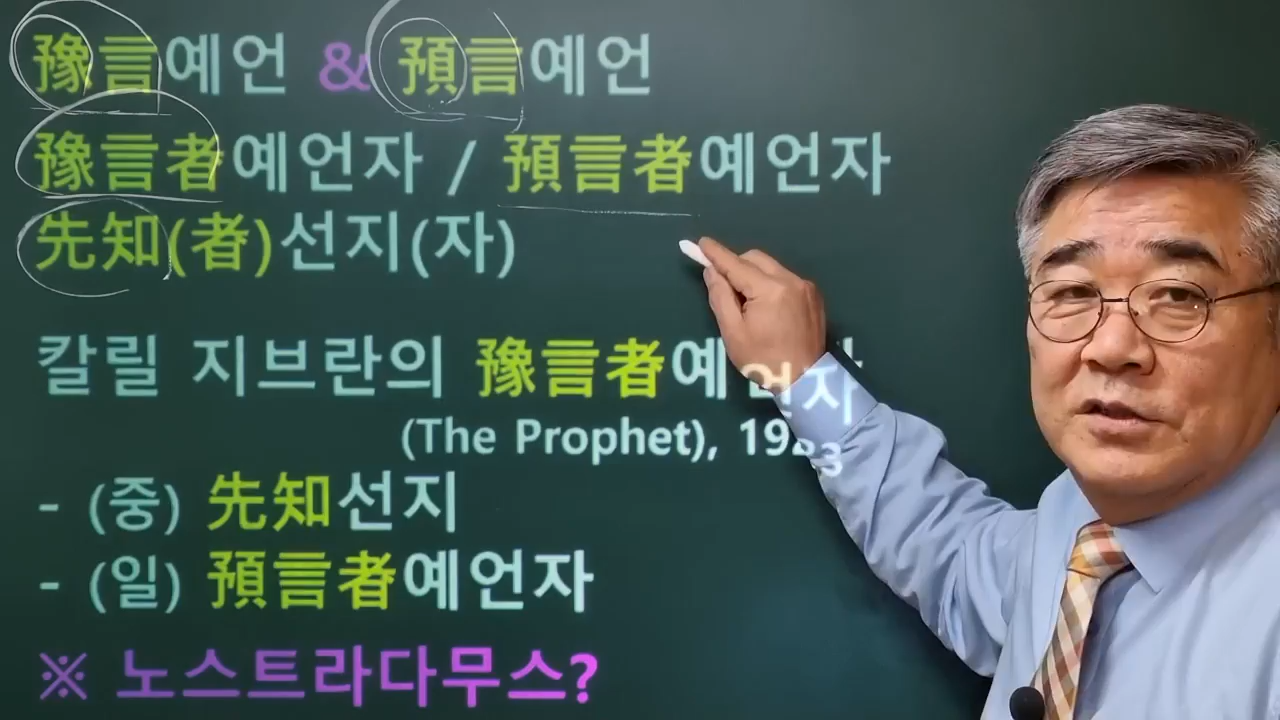 豫言예언 & 預言예언
豫言者예언자 / 預言者예언자
先知(者)선지(자)
칼릴 지브란의 豫言者예언자
(The Prophet), 1923
- (중) 先知선지
- (일) 預言者예언자
※ 노스트라다무스?